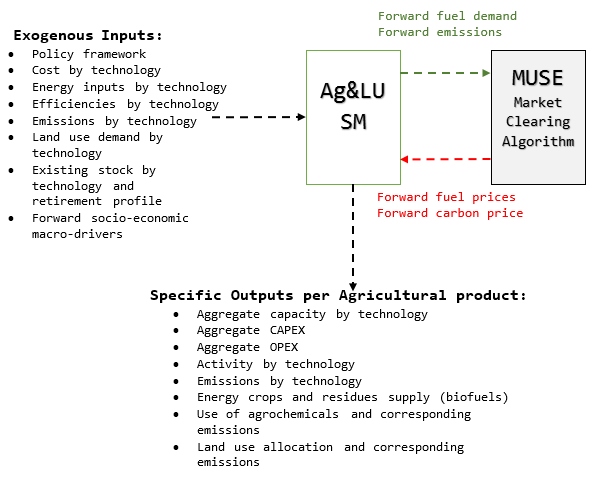 Forward fuel demand
Forward emissions
Exogenous Inputs:
• Policy framework
• Cost by technology
• Energy inputs by technology
• Efficiencies by technology
• Emissions by technology
• Land use demand by
technology
• Existing stock by
technology and
retirement profile
• Forward socio-economic
macro-drivers
Ag&LU
SM
MUSE
Market
Clearing
Algorithm
Forward fuel prices
Forward carbon price
Specific Outputs per Agricultural product:
• Aggregate capacity by technology
• Aggregate CAPEX
• Aggregate OPEX
• Activity by technology
• Emissions by technology
• Energy crops and residues supply (biofuels)
• Use of agrochemicals and corresponding
emissions
• Land use allocation and corresponding
emissions